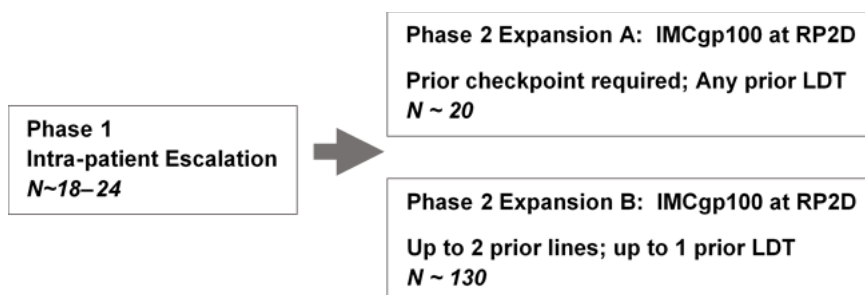 Phase 1
Intra-patient Escalation
N~18–24
Phase 2 Expansion A: IMCgp100 at RP2D
Prior checkpoint required; Any prior LDT
N ~ 20
Phase 2 Expansion B: IMCgp100 at RP2D
Up to 2 prior lines; up to 1 prior LDT
N ~ 130